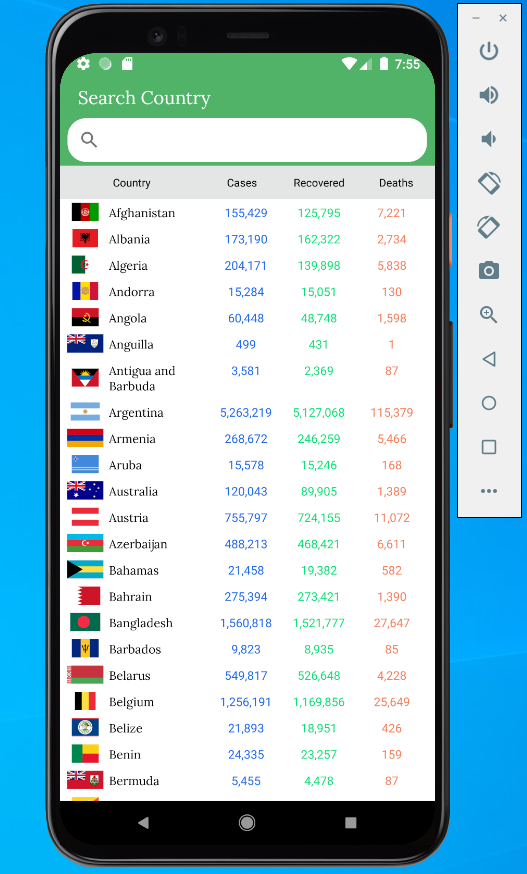 7:55
Search Country
Country Cases Recovered Deaths
Afghanistan 155,429 125,795 7,221
Albania 173,190 162,322 2,734
Algeria 204,171 139,898 5,838
Andorra 15,284 15,051 130
Angola 60,448 48,748 1,598
Anguilla 499 431 1
Antigua and 3,581 2,369 87
Barbuda
Argentina 5,263,219 5,127,068 115,379
Armenia 268,672 246,259 5,466
Aruba 15,578 15,246 168
Australia 120,043 89,905 1,389
Austria 755,797 724,155 11,072
Azerbaijan 488,213 468,421 6,611
Bahamas 21,458 19,382 582
Bahrain 275,394 273,421 1,390
Bangladesh 1,560,818 1,521,777 27,647
Barbados 9,823 8,935 85
Belarus 549,817 526,648 4,228
Belgium 1,256,191 1,169,856 25,649
Belize 21,893 18,951 426
Benin 24,335 23,257 159
Bermuda 5,455 4,478 87